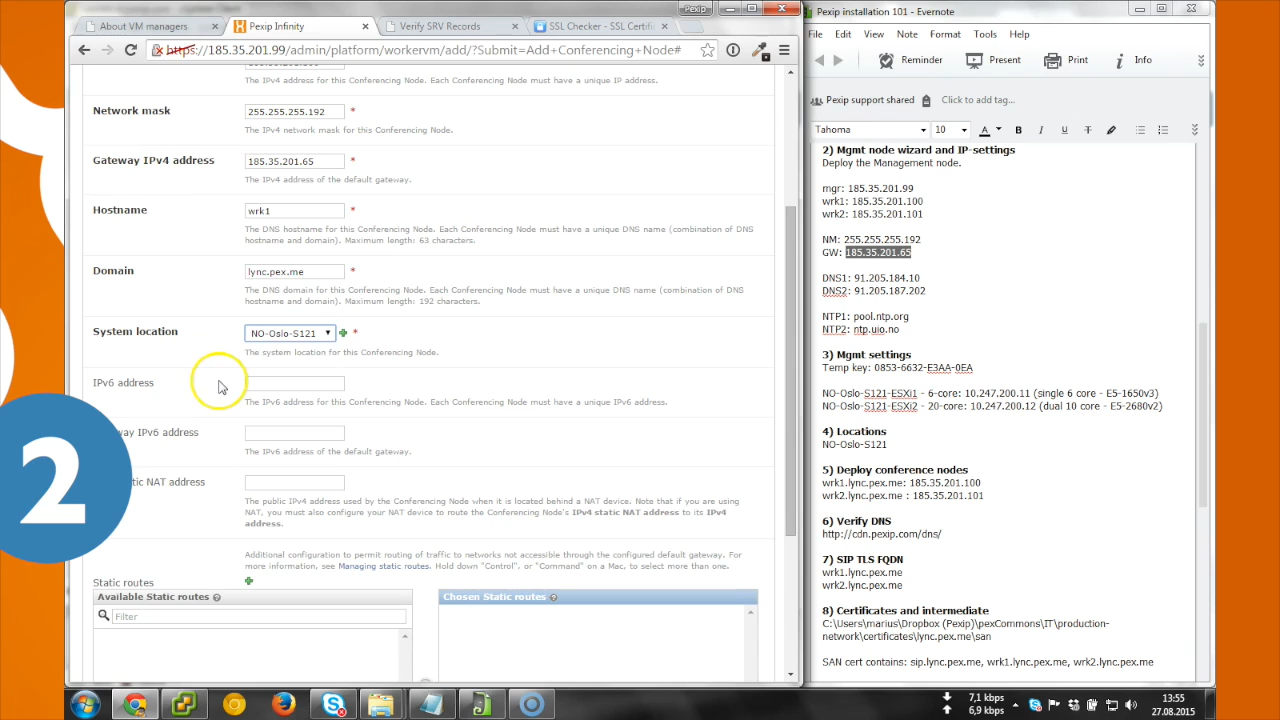 Pexip
About VM managers
Pexip Infinity
Verify SRV Records
SSL Checker - SSL Certifi
https://185.35.201.99/admin/platform/workervm/add/?Submit=Add+Conferencing+Node#
The IPv4 address for this Conferencing Node. Each Conferencing Node must have a unique IP address.
Network mask
255.255.255.192 *
The IPv4 network mask for this Conferencing Node.
Gateway IPv4 address
185.35.201.65 *
The IPv4 address of the default gateway.
Hostname
wrk1 *
The DNS hostname for this Conferencing Node. Each Conferencing Node must have a unique DNS name (combination of DNS
hostname and domain). Maximum length: 63 characters.
Domain
lync.pex.me *
The DNS domain for this Conferencing Node. Each Conferencing Node must have a unique DNS name (combination of DNS
hostname and domain). Maximum length: 192 characters.
System location
NO-Oslo-S121 *
The system location for this Conferencing Node.
IPv6 address
The IPv6 address for this Conferencing Node. Each Conferencing Node must have a unique IPv6 address.
way IPv6 address
The IPv6 address of the default gateway.
tic NAT address
The public IPv4 address used by the Conferencing Node when it is located behind a NAT device. Note that if you are using
NAT, you must also configure your NAT device to route the Conferencing Node's IPv4 static NAT address to its IPv4
address.
Additional configuration to permit routing of traffic to networks not accessible through the configured default gateway. For
more information, see Managing static routes. Hold down "Control", or "Command" on a Mac, to select more than one.
Static routes
Available Static routes
Chosen Static routes
Filter
2
Pexip installation 101 - Evernote
File Edit View Note Format Tools Help
Reminder Present Print Info
Pexip support shared Click to add tag...
Tahoma 10 A B I U T
2) Mgmt node wizard and IP-settings
Deploy the Management node.
mgr: 185.35.201.99
wrk1: 185.35.201.100
wrk2: 185.35.201.101
NM: 255.255.255.192
GW: 185.35.201.65
DNS1: 91.205.184.10
DNS2: 91.205.187.202
NTP1: pool.ntp.org
NTP2: ntp.uio.no
3) Mgmt settings
Temp key: 0853-6632-E3AA-0EA
NO-Oslo-S121-ESXi1 - 6-core: 10.247.200.11 (single 6 core - E5-1650v3)
NO-Oslo-S121-ESXi2 - 20-core: 10.247.200.12 (dual 10 core - E5-2680v2)
4) Locations
NO-Oslo-S121
5) Deploy conference nodes
wrk1.lync.pex.me: 185.35.201.100
wrk2.lync.pex.me : 185.35.201.101
6) Verify DNS
http://cdn.pexip.com/dns/
7) SIP TLS FQDN
wrk1.lync.pex.me
wrk2.lync.pex.me
8) Certificates and intermediate
C:\Users\marius\Dropbox (Pexip)\pexCommons\IT\production-
network\certificates\lync.pex.me\san
SAN cert contains: sip.lync.pex.me, wrk1.lync.pex.me, wrk2.lync.pex.me
7,1 kbps
6,9 kbps
13:55
27.08.2015